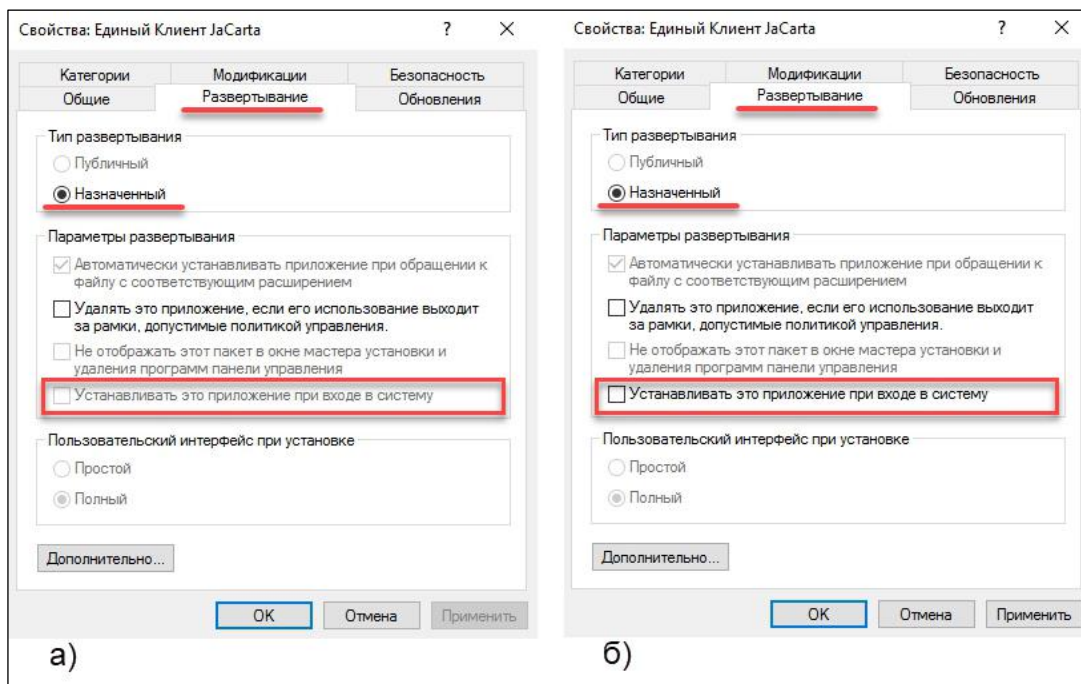 Свойства: Единый Клиент JaCarta
Категории Модификации Безопасность
Общие Развертывание Обновления
Тип развертывания
Публичный
Назначенный
Параметры развертывания
Автоматически устанавливать приложение при обращении к
файлу с соответствующим расширением
Удалять это приложение, если его использование выходит
за рамки, допустимые политикой управления.
Не отображать этот пакет в окне мастера установки и
удаления программ панели управления
Устанавливать это приложение при входе в систему
Пользовательский интерфейс при установке
Простой
Полный
Дополнительно...
OK Отмена Применить
а)
Свойства: Единый Клиент JaCarta
Категории Модификации Безопасность
Общие Развертывание Обновления
Тип развертывания
Публичный
Назначенный
Параметры развертывания
Автоматически устанавливать приложение при обращении к
файлу с соответствующим расширением
Удалять это приложение, если его использование выходит
за рамки, допустимые политикой управления.
Не отображать этот пакет в окне мастера установки и
удаления программ панели управления
Устанавливать это приложение при входе в систему
Пользовательский интерфейс при установке
Простой
Полный
Дополнительно...
OK Отмена Применить
б)